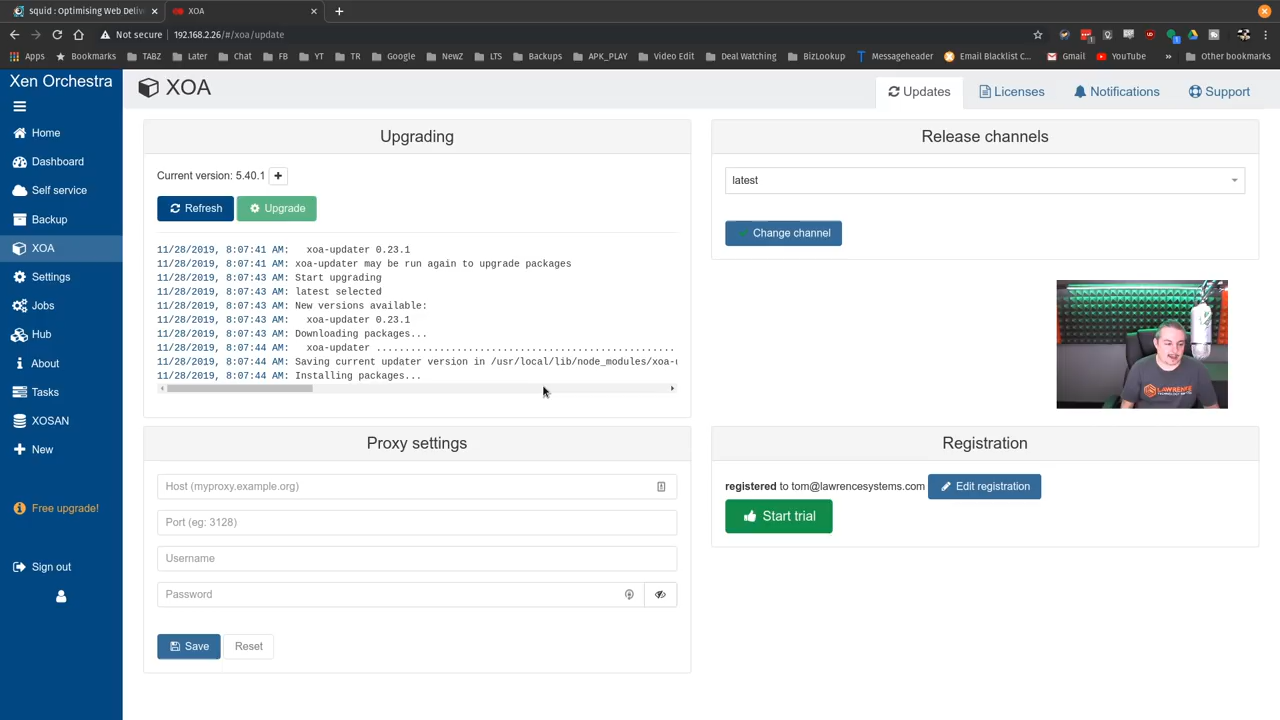 squid : Optimising Web Deliv
XOA
Not secure
192.168.2.26/#/xoa/update
Apps
Bookmarks
TABZ
Later
Chat
FB
YT
TR
Google
NewZ
LTS
Backups
APK_PLAY
Video Edit
Deal Watching
BizLookup
Messageheader
Email Blacklist C...
Gmail
YouTube
»
Other bookmarks
Xen Orchestra
Home
Dashboard
Self service
Backup
XOA
Settings
Jobs
Hub
About
Tasks
XOSAN
New
Free upgrade!
Sign out
XOA
Updates
Licenses
Notifications
Support
Upgrading
Current version: 5.40.1
Refresh
Upgrade
11/28/2019, 8:07:41 AM: xoa-updater 0.23.1
11/28/2019, 8:07:41 AM: xoa-updater may be run again to upgrade packages
11/28/2019, 8:07:43 AM: Start upgrading
11/28/2019, 8:07:43 AM: latest selected
11/28/2019, 8:07:43 AM: New versions available:
11/28/2019, 8:07:43 AM: xoa-updater 0.23.1
11/28/2019, 8:07:43 AM: Downloading packages...
11/28/2019, 8:07:44 AM: xoa-updater ..................................................
11/28/2019, 8:07:44 AM: Saving current updater version in /usr/local/lib/node_modules/xoa-
11/28/2019, 8:07:44 AM: Installing packages...
Release channels
latest
Change channel
LAWRENCE
Proxy settings
Host (myproxy.example.org)
Port (eg: 3128)
Username
Password
Save
Reset
Registration
registered to tom@lawrencesystems.com
Edit registration
Start trial